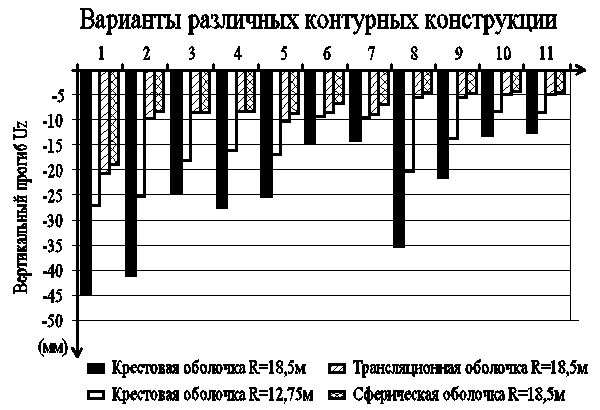 Варианты различных контурных конструкции
1 2 3 4 5 6 7 8 9 10 11
-5
-10
-15
-20
-25
-30
-35
-40
-45
-50
(мм)
Вертикальный прогиб Uz
Крестовая оболочка R=18,5м
Трансляционная оболочка R=18,5м
Крестовая оболочка R=12,75м
Сферическая оболочка R=18,5м